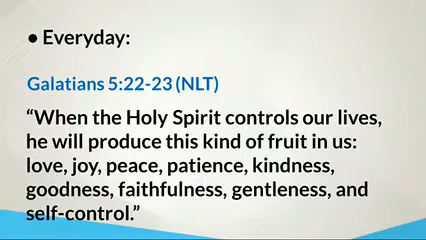 ● Everyday:
Galatians 5:22-23 (NLT)
“When the Holy Spirit controls our lives,
he will produce this kind of fruit in us:
love, joy, peace, patience, kindness,
goodness, faithfulness, gentleness, and
self-control.”